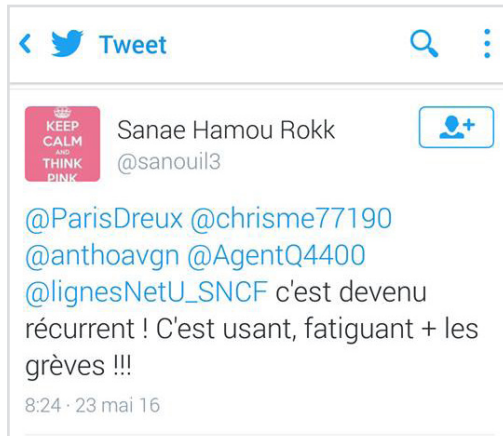 Tweet
KEEP
CALM
AND
THINK
PINK
Sanae Hamou Rokk
@sanouil3
@ParisDreux @chrisme77190
@anthoavgn @AgentQ4400
@lignesNetU_SNCF c'est devenu
récurrent ! C'est usant, fatiguant + les
grèves !!!
8:24 · 23 mai 16